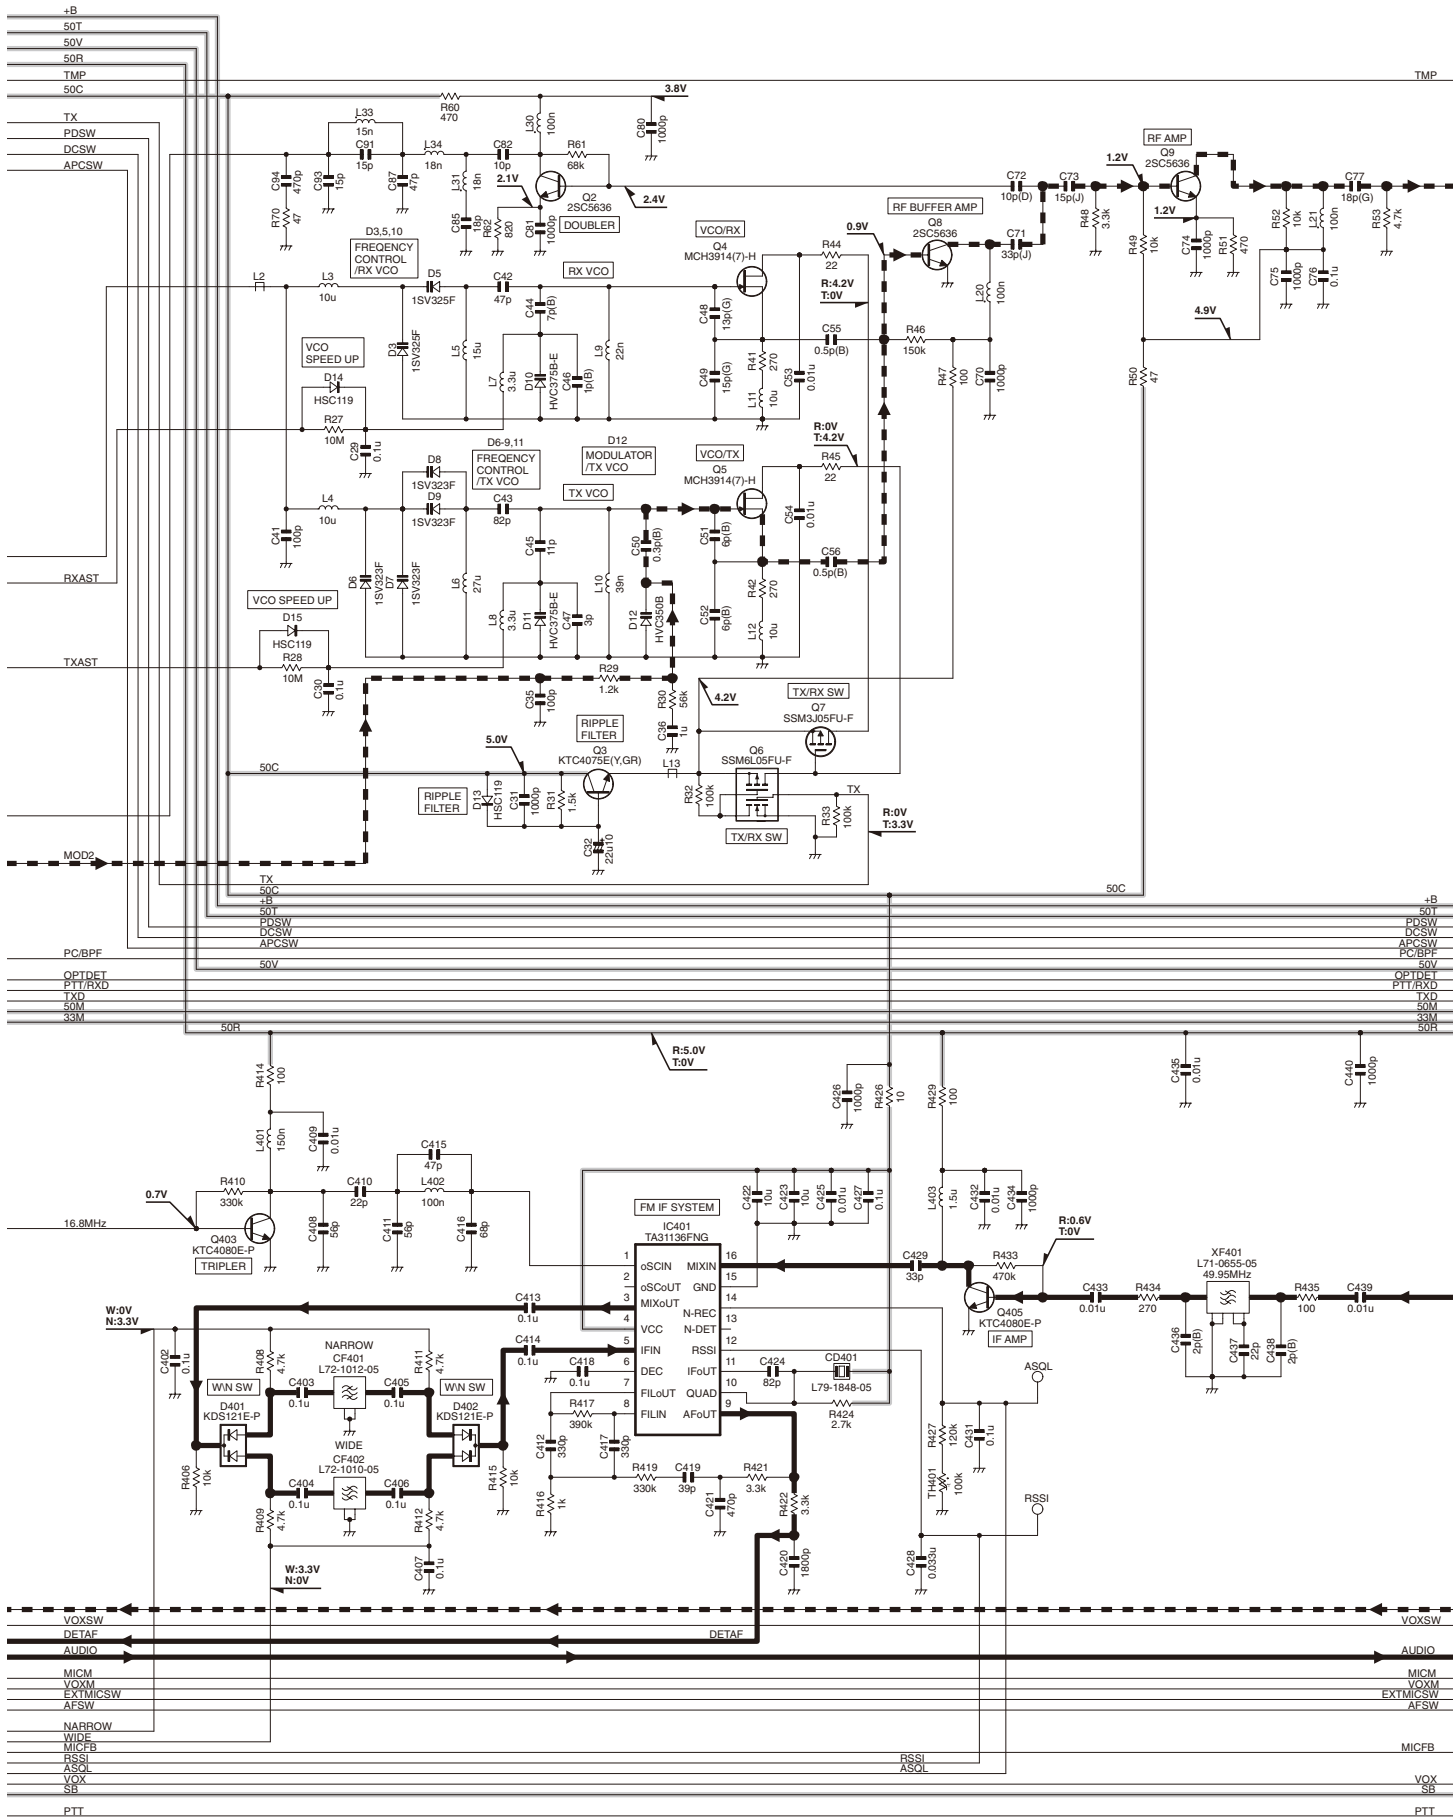 +B
50T
50V
50R
TMP
TMP
50C
TX
PDSW
DCSW
APCSW
R60
470
3.8V
L33
15n
C91
15p
L34
18n
C82
10p
L30
100n
R61
68k
C80
1000p
C94
470p
C93
15p
C87
47p
L31
18n
2.1V
Q2
2SC5636
DOUBLER
2.4V
R70
47
C85
18p
R62
820
C81
1000p
RF AMP
Q9
2SC5636
1.2V
C72
10p(D)
C73
15p(J)
R48
3.3k
C77
18p(G)
R52
10k
L21
100n
R53
4.7k
1.2V
C74
1000p
R51
470
R49
10k
C75
1000p
C76
0.1u
4.9V
R50
47
RF BUFFER AMP
Q8
2SC5636
0.9V
C71
33p(J)
L20
100n
R46
150k
R47
100
C70
1000p
D3,5,10
FREQENCY
CONTROL
/RX VCO
L2
L3
10u
D5
1SV325F
C42
47p
RX VCO
VCO/RX
Q4
MCH3914(7)-H
R44
22
R:4.2V
T:0V
C44
7p(B)
C48
13p(G)
C55
0.5p(B)
VCO
SPEED UP
D14
HSC119
R27
10M
C29
0.1u
D3
1SV325F
L5
15u
L7
3.3u
D10
HVC375B-E
C46
1p(B)
L9
22n
C49
15p(G)
R41
270
L11
10u
C53
0.01u
D6-9,11
FREQENCY
CONTROL
/TX VCO
D12
MODULATOR
/TX VCO
VCO/TX
Q5
MCH3914(7)-H
R:0V
T:4.2V
R45
22
D8
1SV323F
D9
1SV323F
C43
82p
TX VCO
L4
10u
C41
100p
C45
11p
C50
0.3p(B)
C51
6p(B)
C54
0.01u
C56
0.5p(B)
RXAST
D6
1SV323F
D7
1SV323F
L6
27u
L8
3.3u
D11
HVC375B-E
C47
3p
L10
39n
D12
HVC350B
C52
6p(B)
R42
270
L12
10u
VCO SPEED UP
D15
HSC119
R28
10M
TXAST
C30
0.1u
C35
100p
R29
1.2k
R30
56k
C36
1u
4.2V
TX/RX SW
Q7
SSM3J05FU-F
5.0V
RIPPLE
FILTER
Q3
KTC4075E(Y,GR)
L13
Q6
SSM6L05FU-F
50C
RIPPLE
FILTER
D13
HSC119
C31
1000p
R31
1.5k
C32
22u10
R32
100k
TX
R33
100k
TX/RX SW
R:0V
T:3.3V
MOD2
TX
50C
50C
+B
+B
50T
50T
PDSW
PDSW
DCSW
DCSW
APCSW
APCSW
PC/BPF
PC/BPF
50V
50V
OPTDET
OPTDET
PTT/RXD
PTT/RXD
TXD
TXD
50M
50M
33M
33M
50R
50R
R:5.0V
T:0V
R414
100
L401
150n
C409
0.01u
C415
47p
R410
330k
0.7V
16.8MHz
Q403
KTC4080E-P
TRIPLER
C410
22p
L402
100n
C408
56p
C411
56p
C416
68p
C426
1000p
R426
10
R429
100
C435
0.01u
C440
1000p
FM IF SYSTEM
IC401
TA31136FNG
C422
10u
C423
10u
C425
0.01u
C427
0.1u
L403
1.5u
C432
0.01u
C434
1000p
1
oSCIN
2
oSCoUT
3
MIXoUT
4
VCC
5
IFIN
6
DEC
7
FILoUT
8
FILIN
16
MIXIN
15
GND
14
N-REC
13
N-DET
12
RSSI
11
IFoUT
10
QUAD
9
AFoUT
C429
33p
R433
470k
R:0.6V
T:0V
Q405
KTC4080E-P
IF AMP
C433
0.01u
R434
270
XF401
L71-0655-05
49.95MHz
R435
100
C439
0.01u
C436
2p(B)
C437
22p
C438
2p(B)
C413
0.1u
C414
0.1u
W:0V
N:3.3V
C402
0.1u
R408
4.7k
NARROW
CF401
L72-1012-05
R411
4.7k
W\N SW
D401
KDS121E-P
C403
0.1u
C405
0.1u
W\N SW
D402
KDS121E-P
WIDE
CF402
L72-1010-05
R406
10k
C404
0.1u
C406
0.1u
R415
10k
R409
4.7k
R412
4.7k
C407
0.1u
W:3.3V
N:0V
C418
0.1u
R417
390k
C412
330p
C417
330p
R416
1k
R419
330k
C419
39p
R421
3.3k
C421
470p
R422
3.3k
C420
1800p
C424
82p
CD401
L79-1848-05
R424
2.7k
ASQL
R427
120k
C431
0.1u
TH401
100k
RSSI
C428
0.033u
VOXSW
VOXSW
DETAF
DETAF
AUDIO
AUDIO
MICM
MICM
VOXM
VOXM
EXTMICSW
EXTMICSW
AFSW
AFSW
NARROW
WIDE
MICFB
MICFB
RSSI
RSSI
ASQL
ASQL
VOX
VOX
SB
SB
PTT
PTT